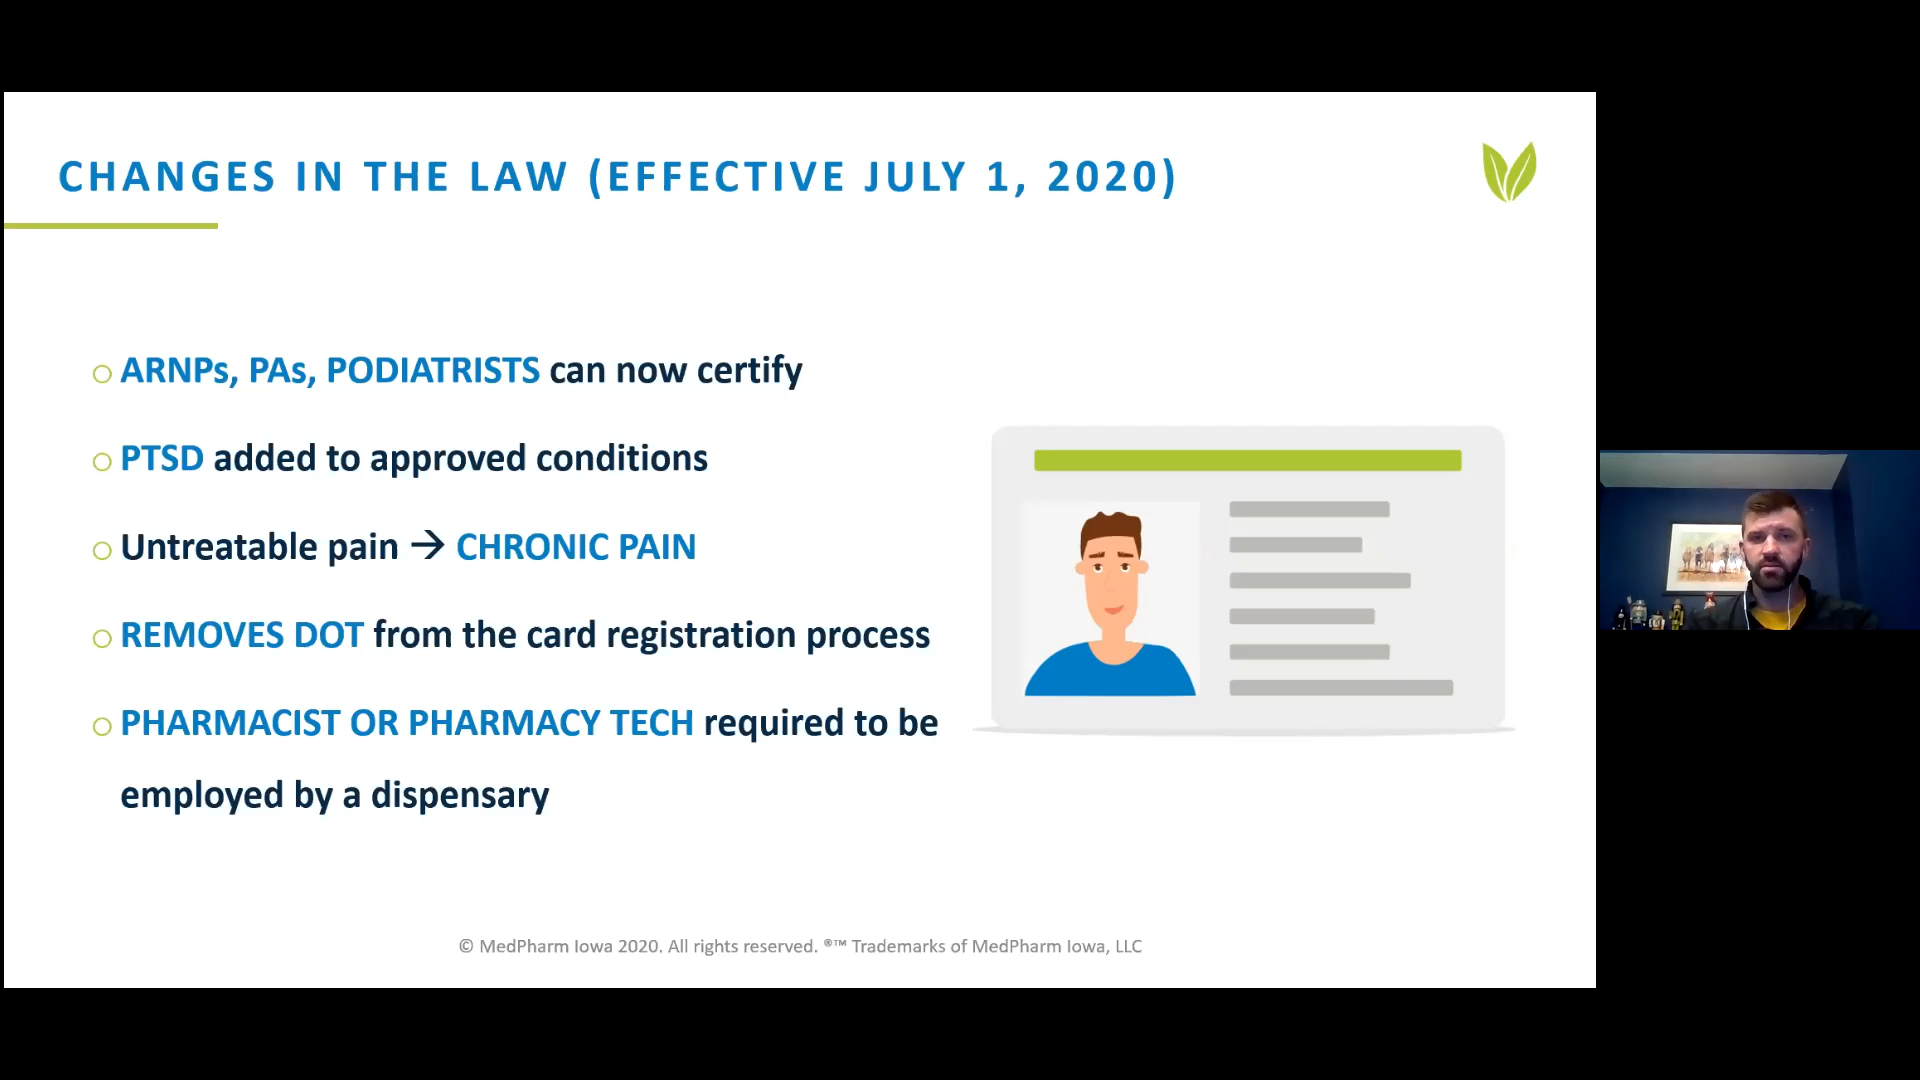 CHANGES IN THE LAW (EFFECTIVE JULY 1, 2020)
ARNPs, PAs, PODIATRISTS can now certify
PTSD added to approved conditions
Untreatable pain → CHRONIC PAIN
REMOVES DOT from the card registration process
PHARMACIST OR PHARMACY TECH required to be
employed by a dispensary
© MedPharm Iowa 2020. All rights reserved. ®™ Trademarks of MedPharm Iowa, LLC